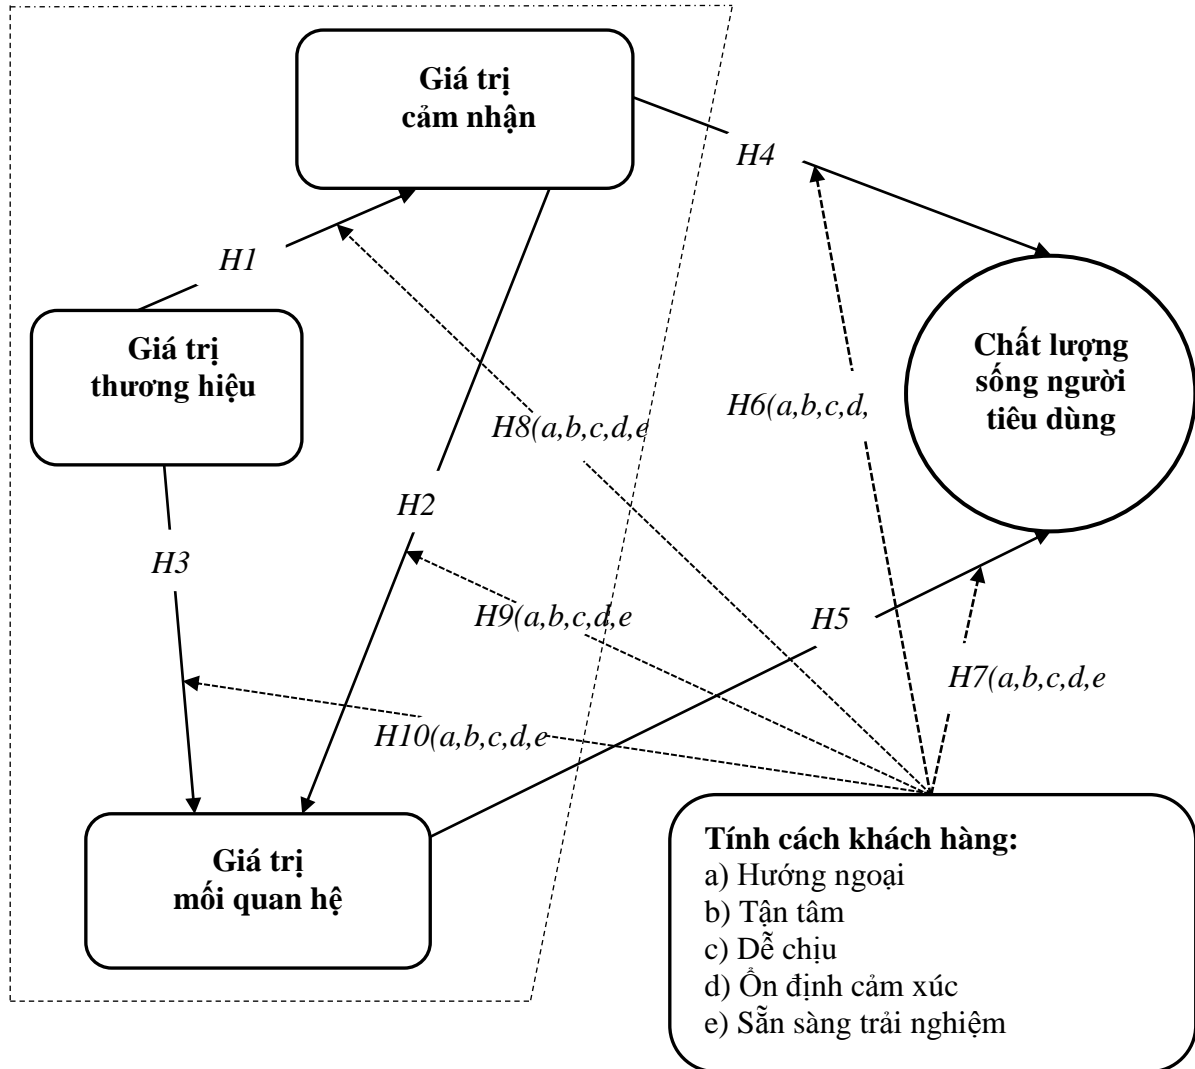 Giá trị
cảm nhận
H4
H1
Giá trị
thương hiệu
Chất lượng
sống người
tiêu dùng
H6(a,b,c,d,
H8(a,b,c,d,e
H2
H3
H9(a,b,c,d,e
H5
H7(a,b,c,d,e
H10(a,b,c,d,e
Giá trị
mối quan hệ
Tính cách khách hàng:
a) Hướng ngoại
b) Tận tâm
c) Dễ chịu
d) Ổn định cảm xúc
e) Sẵn sàng trải nghiệm